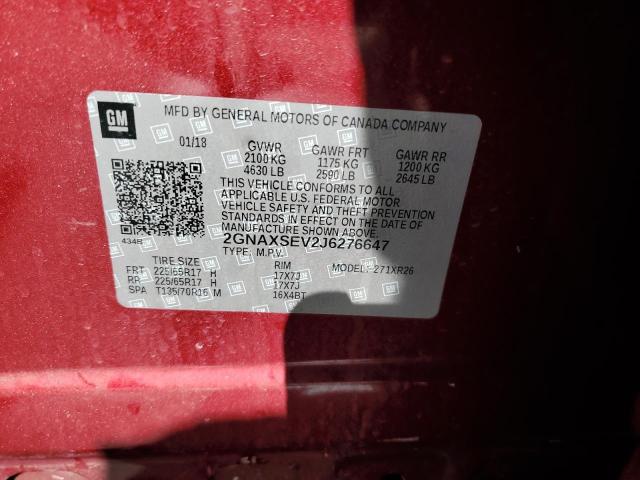 GM
MFD BY GENERAL MOTORS OF CANADA COMPANY
01/18 GVWR GAWR FRT GAWR RR
2100 KG 1175 KG 1200 KG
4630 LB 2590 LB 2645 LB
THIS VEHICLE CONFORMS TO ALL
APPLICABLE U.S. FEDERAL MOTOR
VEHICLE SAFETY AND THEFT PREVENTION
STANDARDS IN EFFECT ON THE DATE OF
MANUFACTURE SHOWN ABOVE.
434B 2GNAXSEV2J6276647
TYPE: M.P.V.
TIRE SIZE RIM MODEL: 271XR26
FRT 225/65R17 H 17X7J
RR 225/65R17 H 17X7J
SPA T135/70R16 M 16X4BT